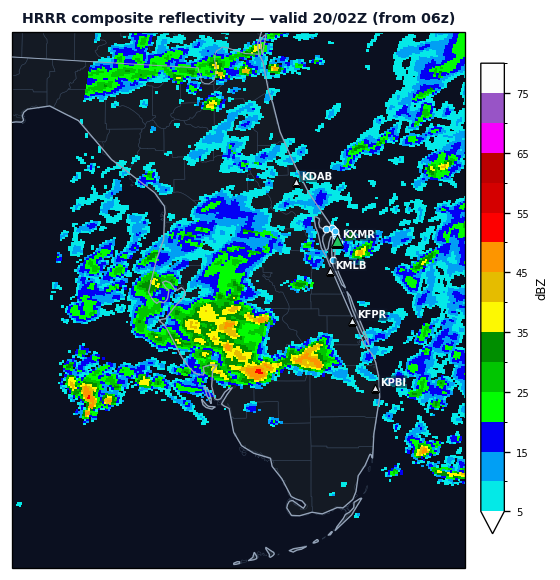 HRRR composite reflectivity — valid 20/02Z (from 06z)
KDAB
KXMR
KMLB
KFPR
KPBI
75
65
55
45
35
25
15
5
dBZ